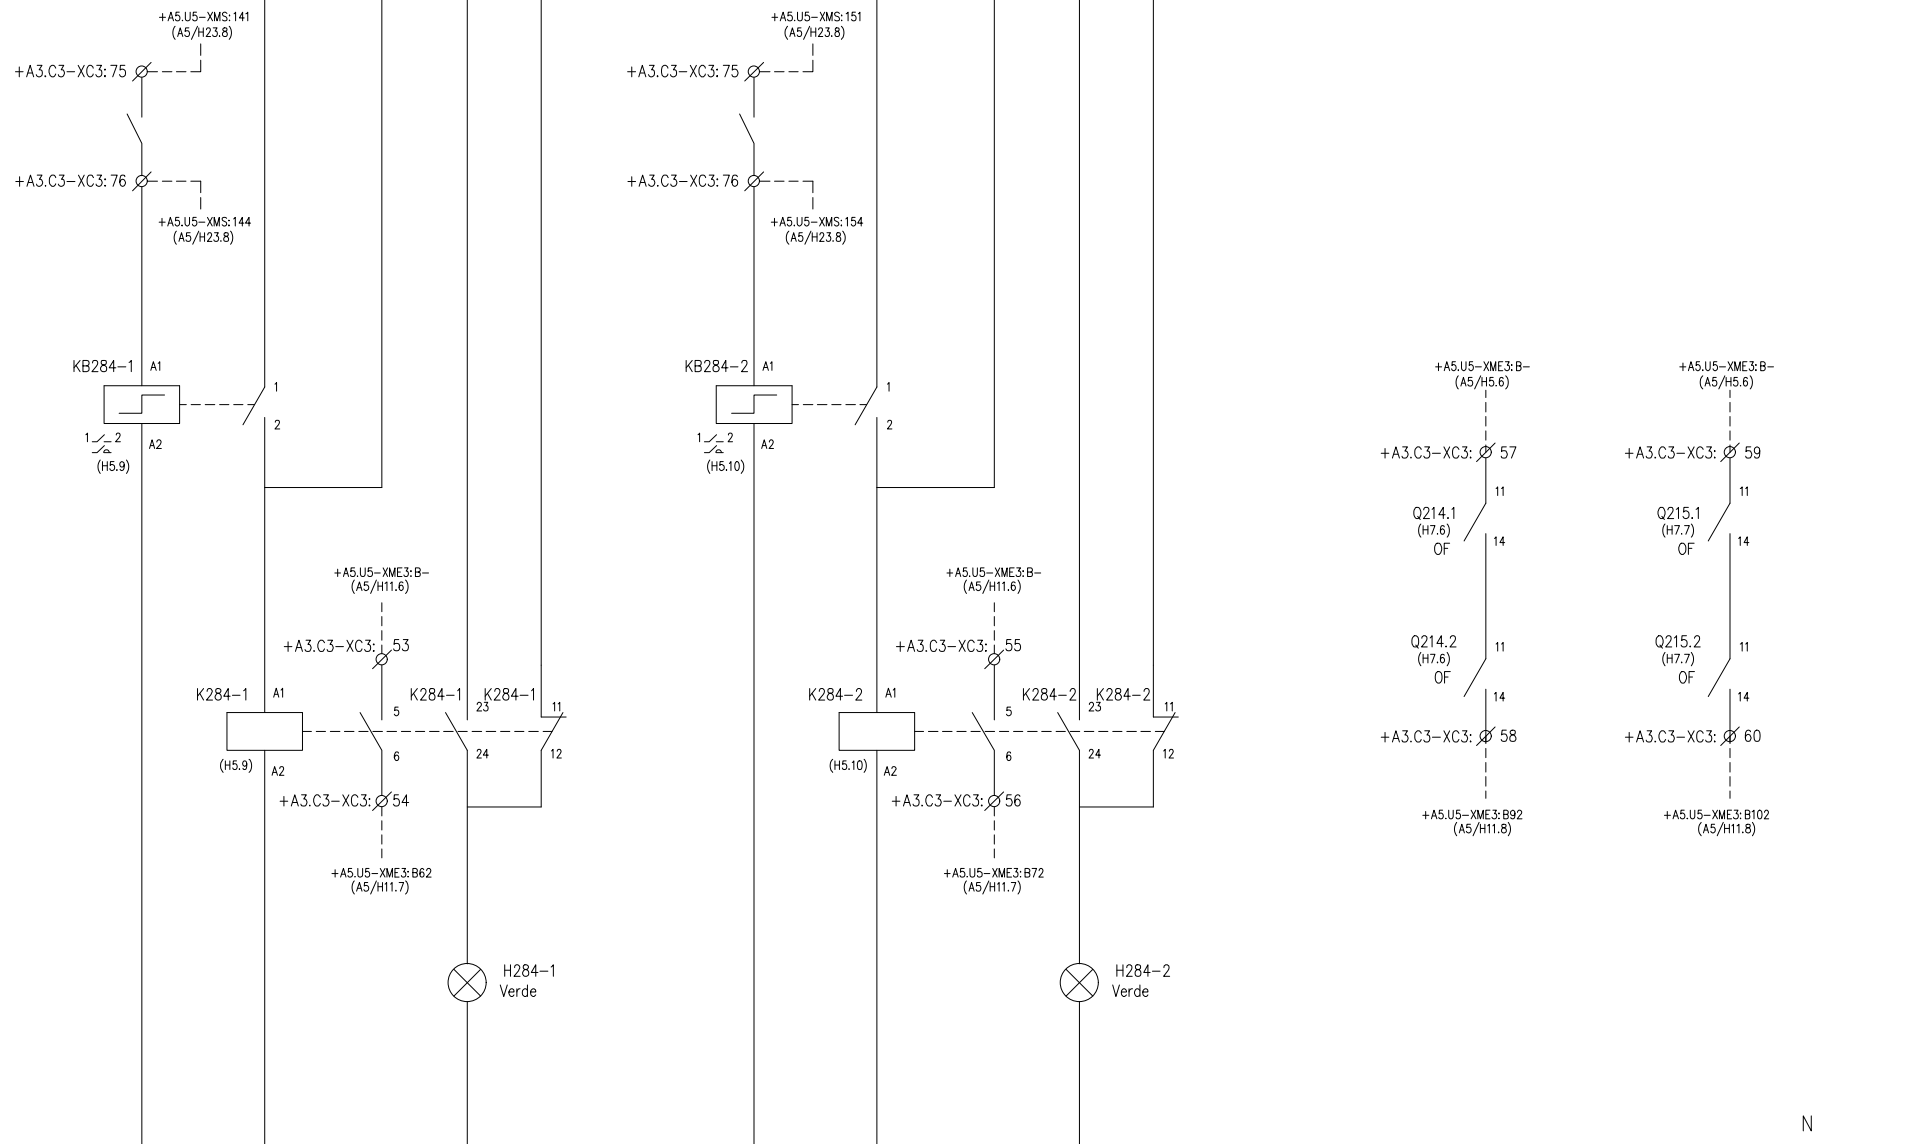 +A5.U5-XMS:141
(A5/H23.8)
+A3.C3-XC3:75
+A3.C3-XC3:76
+A5.U5-XMS:144
(A5/H23.8)
KB284-1
A1
1
2
1 2
A2
(H5.9)
+A5.U5-XME3:B-
(A5/H11.6)
+A3.C3-XC3: 53
K284-1
A1
K284-1
K284-1
5
23
11
6
24
12
(H5.9)
A2
+A3.C3-XC3: 54
+A5.U5-XME3:B62
(A5/H11.7)
H284-1
Verde
+A5.U5-XMS:151
(A5/H23.8)
+A3.C3-XC3:75
+A3.C3-XC3:76
+A5.U5-XMS:154
(A5/H23.8)
KB284-2
A1
1
2
1 2
A2
(H5.10)
+A5.U5-XME3:B-
(A5/H11.6)
+A3.C3-XC3: 55
K284-2
A1
K284-2
K284-2
5
23
11
6
24
12
(H5.10)
A2
+A3.C3-XC3: 56
+A5.U5-XME3:B72
(A5/H11.7)
H284-2
Verde
+A5.U5-XME3:B-
(A5/H5.6)
+A3.C3-XC3: 57
11
Q214.1
(H7.6)
OF
14
Q214.2
(H7.6)
OF
11
14
+A3.C3-XC3: 58
+A5.U5-XME3:B92
(A5/H11.8)
+A5.U5-XME3:B-
(A5/H5.6)
+A3.C3-XC3: 59
11
Q215.1
(H7.7)
OF
14
Q215.2
(H7.7)
OF
11
14
+A3.C3-XC3: 60
+A5.U5-XME3:B102
(A5/H11.8)
N